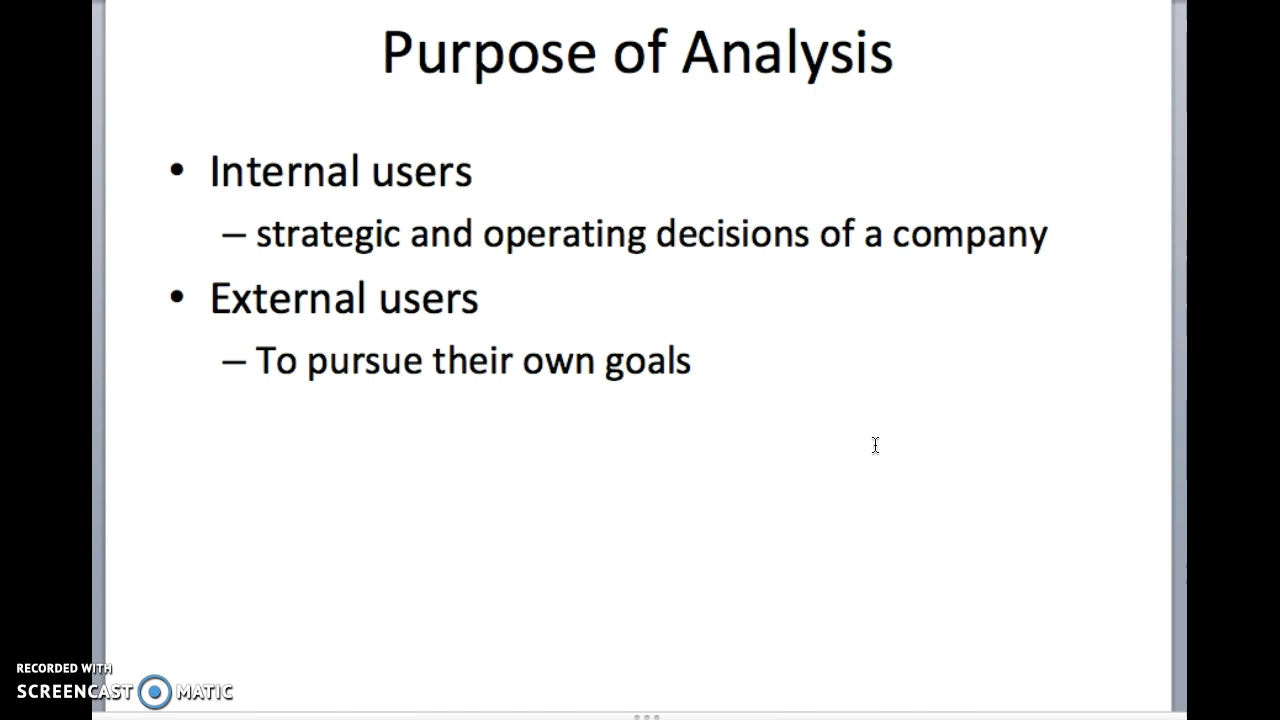 Purpose of Analysis
• Internal users
– strategic and operating decisions of a company
• External users
– To pursue their own goals
RECORDED WITH
SCREENCAST MATIC